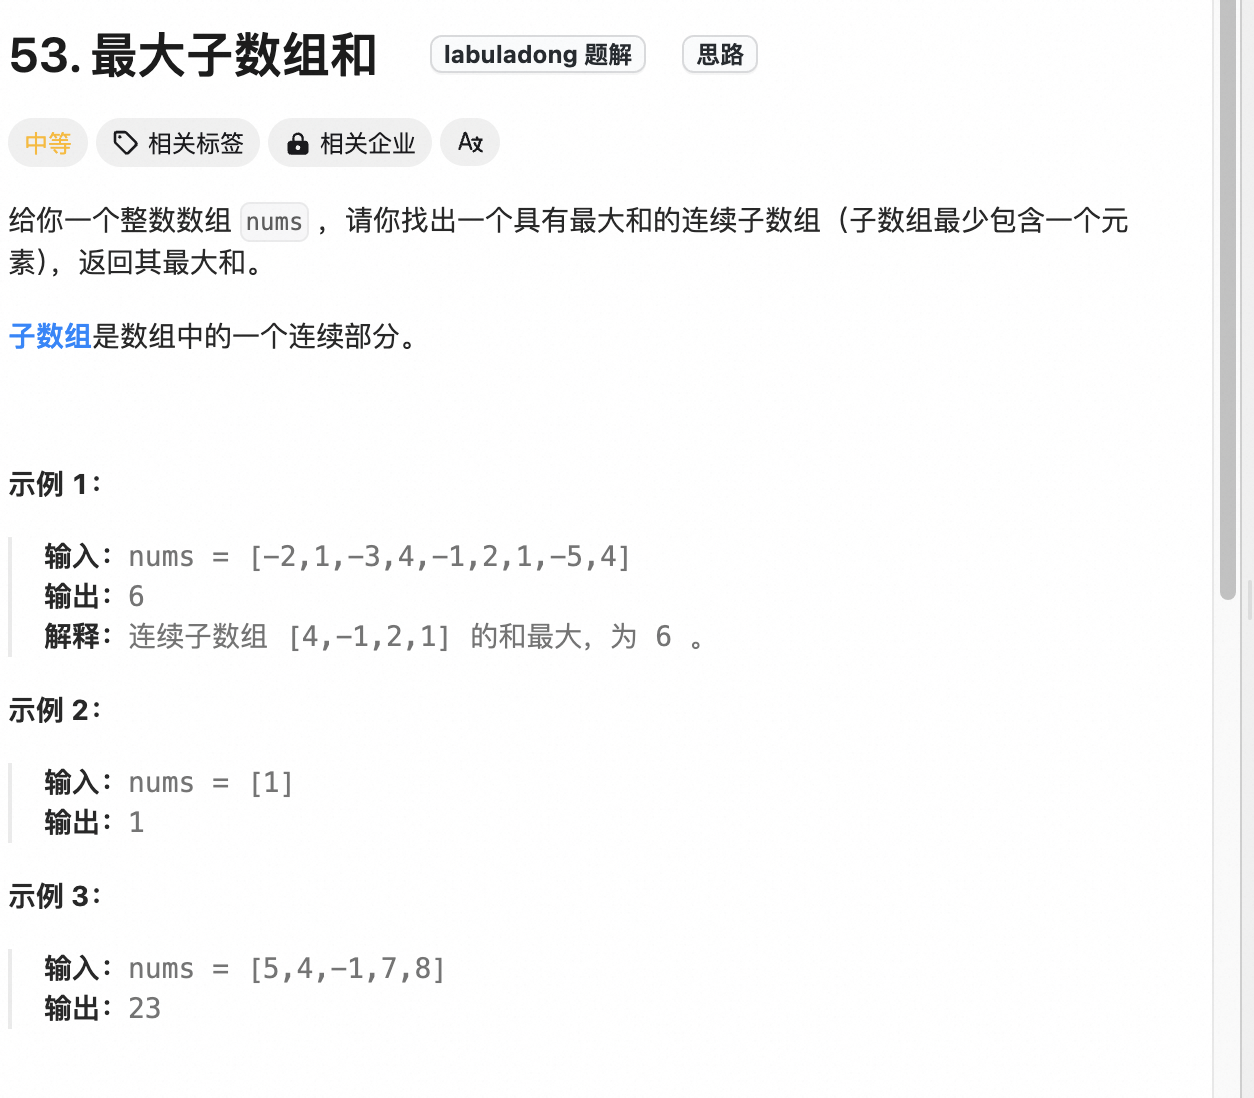 53. 最大子数组和 labuladong 题解 思路
中等 相关标签 相关企业
给你一个整数数组 nums ，请你找出一个具有最大和的连续子数组（子数组最少包含一个元
素），返回其最大和。
子数组是数组中的一个连续部分。
示例 1：
输入：nums = [-2,1,-3,4,-1,2,1,-5,4]
输出：6
解释：连续子数组 [4,-1,2,1] 的和最大，为 6 。
示例 2：
输入：nums = [1]
输出：1
示例 3：
输入：nums = [5,4,-1,7,8]
输出：23